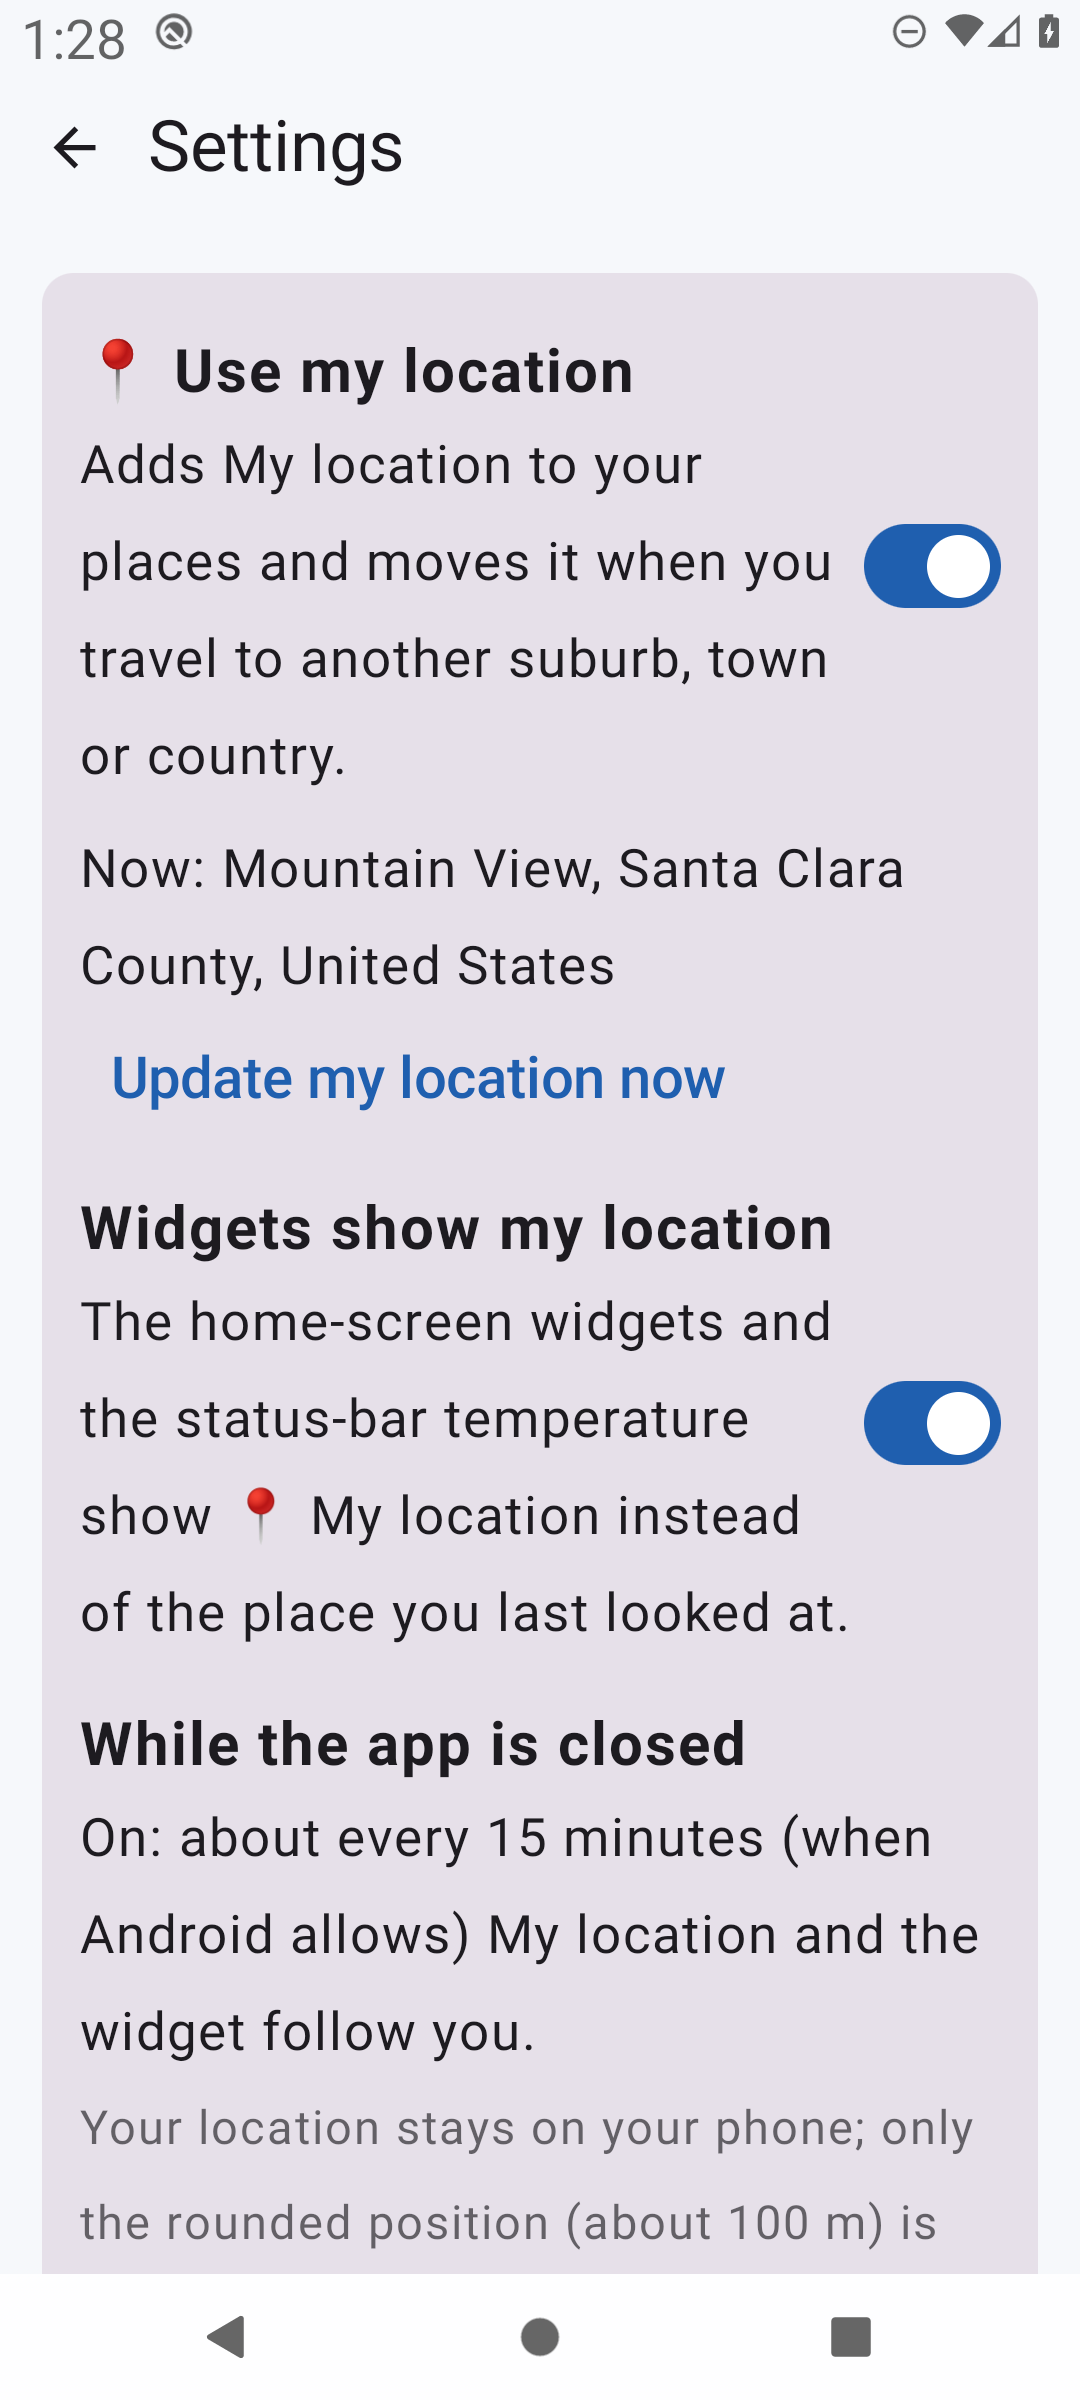 1:28
Settings
📍 Use my location
Adds My location to your
places and moves it when you
travel to another suburb, town
or country.
Now: Mountain View, Santa Clara
County, United States
Update my location now
Widgets show my location
The home-screen widgets and
the status-bar temperature
show 📍 My location instead
of the place you last looked at.
While the app is closed
On: about every 15 minutes (when
Android allows) My location and the
widget follow you.
Your location stays on your phone; only
the rounded position (about 100 m) is